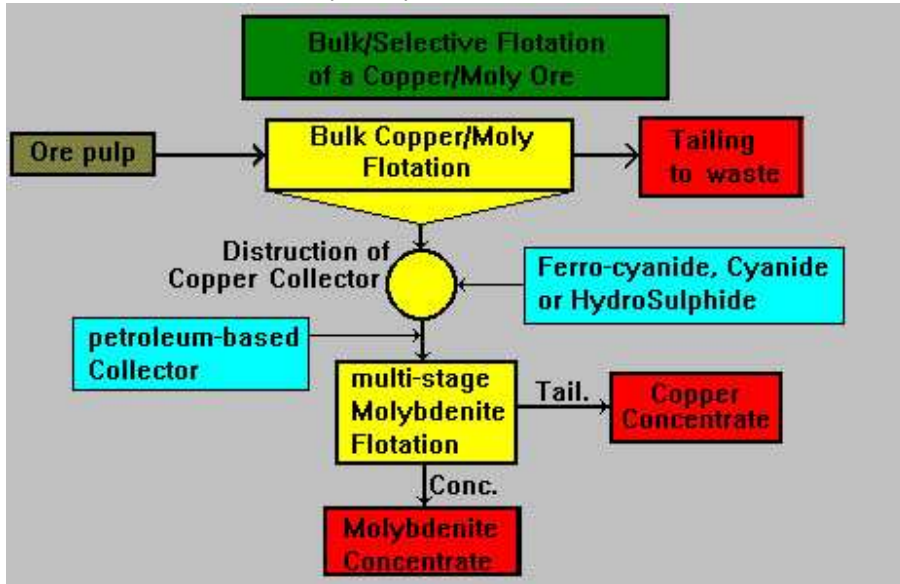 Bulk/Selective Flotation
of a Copper/Moly Ore
Ore pulp
Bulk Copper/Moly
Flotation
Tailing
to waste
Distruction of
Copper Collector
Ferro-cyanide, Cyanide
or HydroSulphide
petroleum-based
Collector
multi-stage
Molybdenite
Flotation
Tail.
Copper
Concentrate
Conc.
Molybdenite
Concentrate